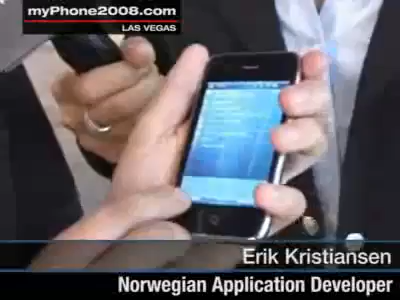 myPhone2008.com
LAS VEGAS
Erik Kristiansen
Norwegian Application Developer